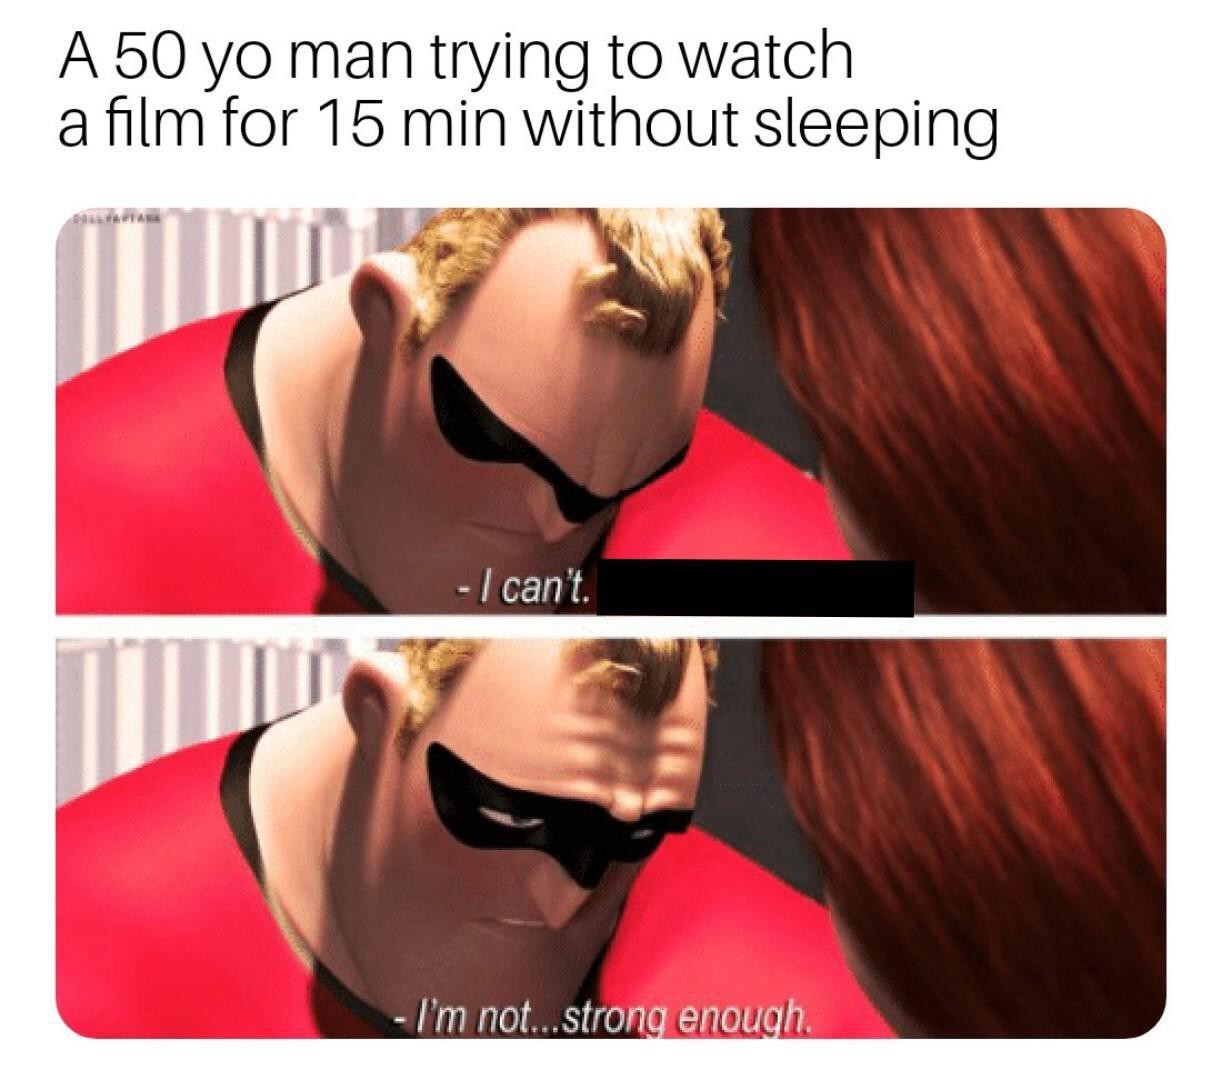 A 50 yo man trying to watch
a film for 15 min without sleeping
- I can't.
- I'm not...strong enough.